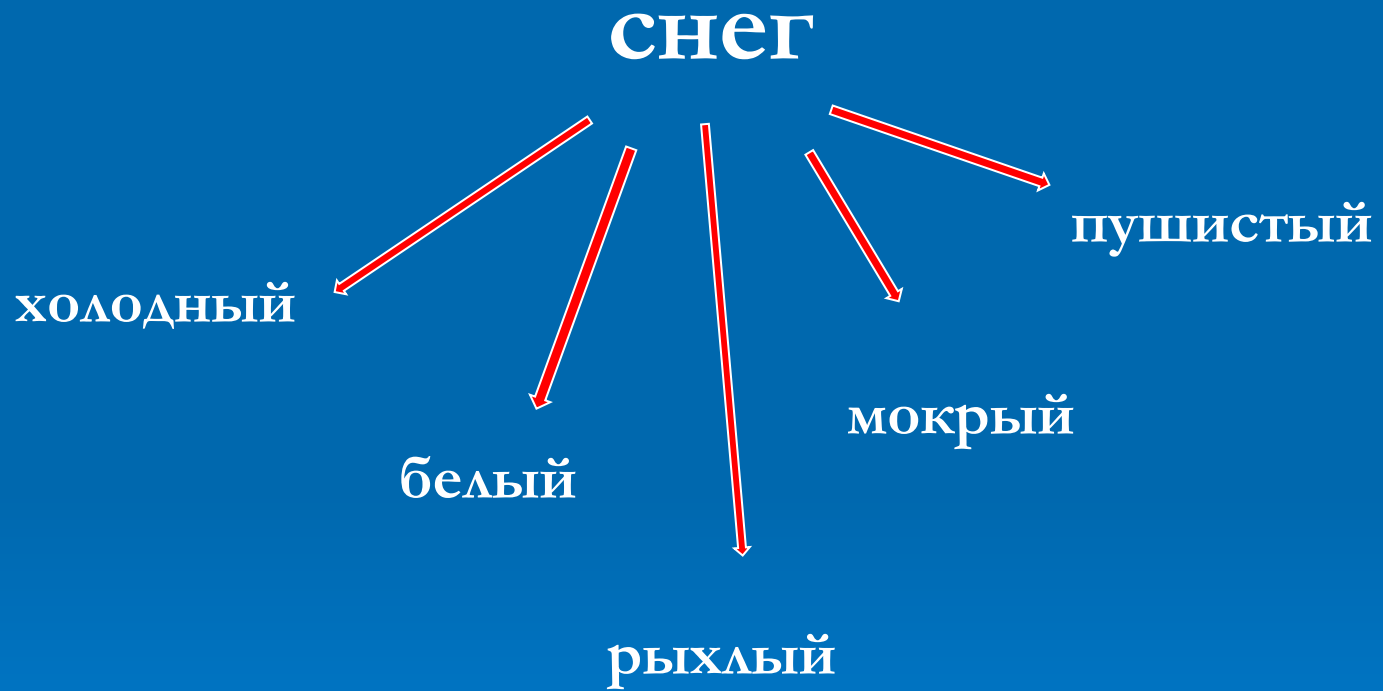 снег
пушистый
холодный
мокрый
белый
рыхлый